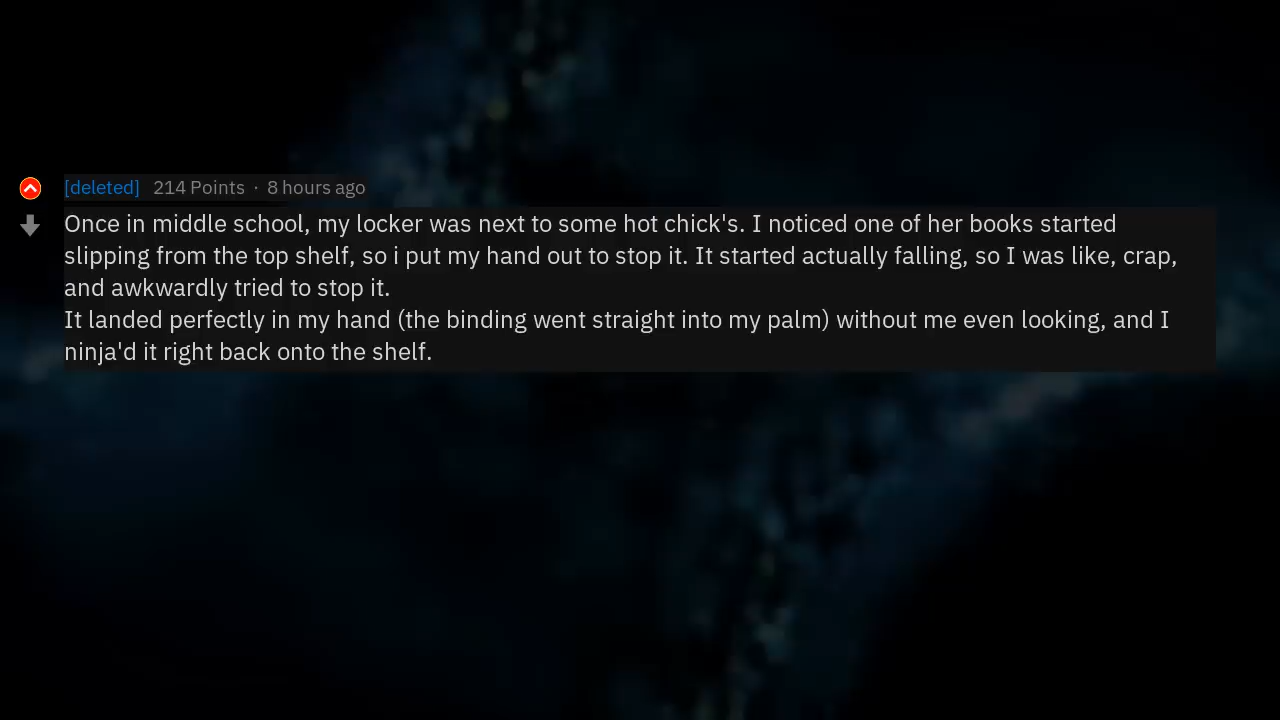 [deleted] 214 Points · 8 hours ago
Once in middle school, my locker was next to some hot chick's. I noticed one of her books started
slipping from the top shelf, so i put my hand out to stop it. It started actually falling, so I was like, crap,
and awkwardly tried to stop it.
It landed perfectly in my hand (the binding went straight into my palm) without me even looking, and I
ninja'd it right back onto the shelf.